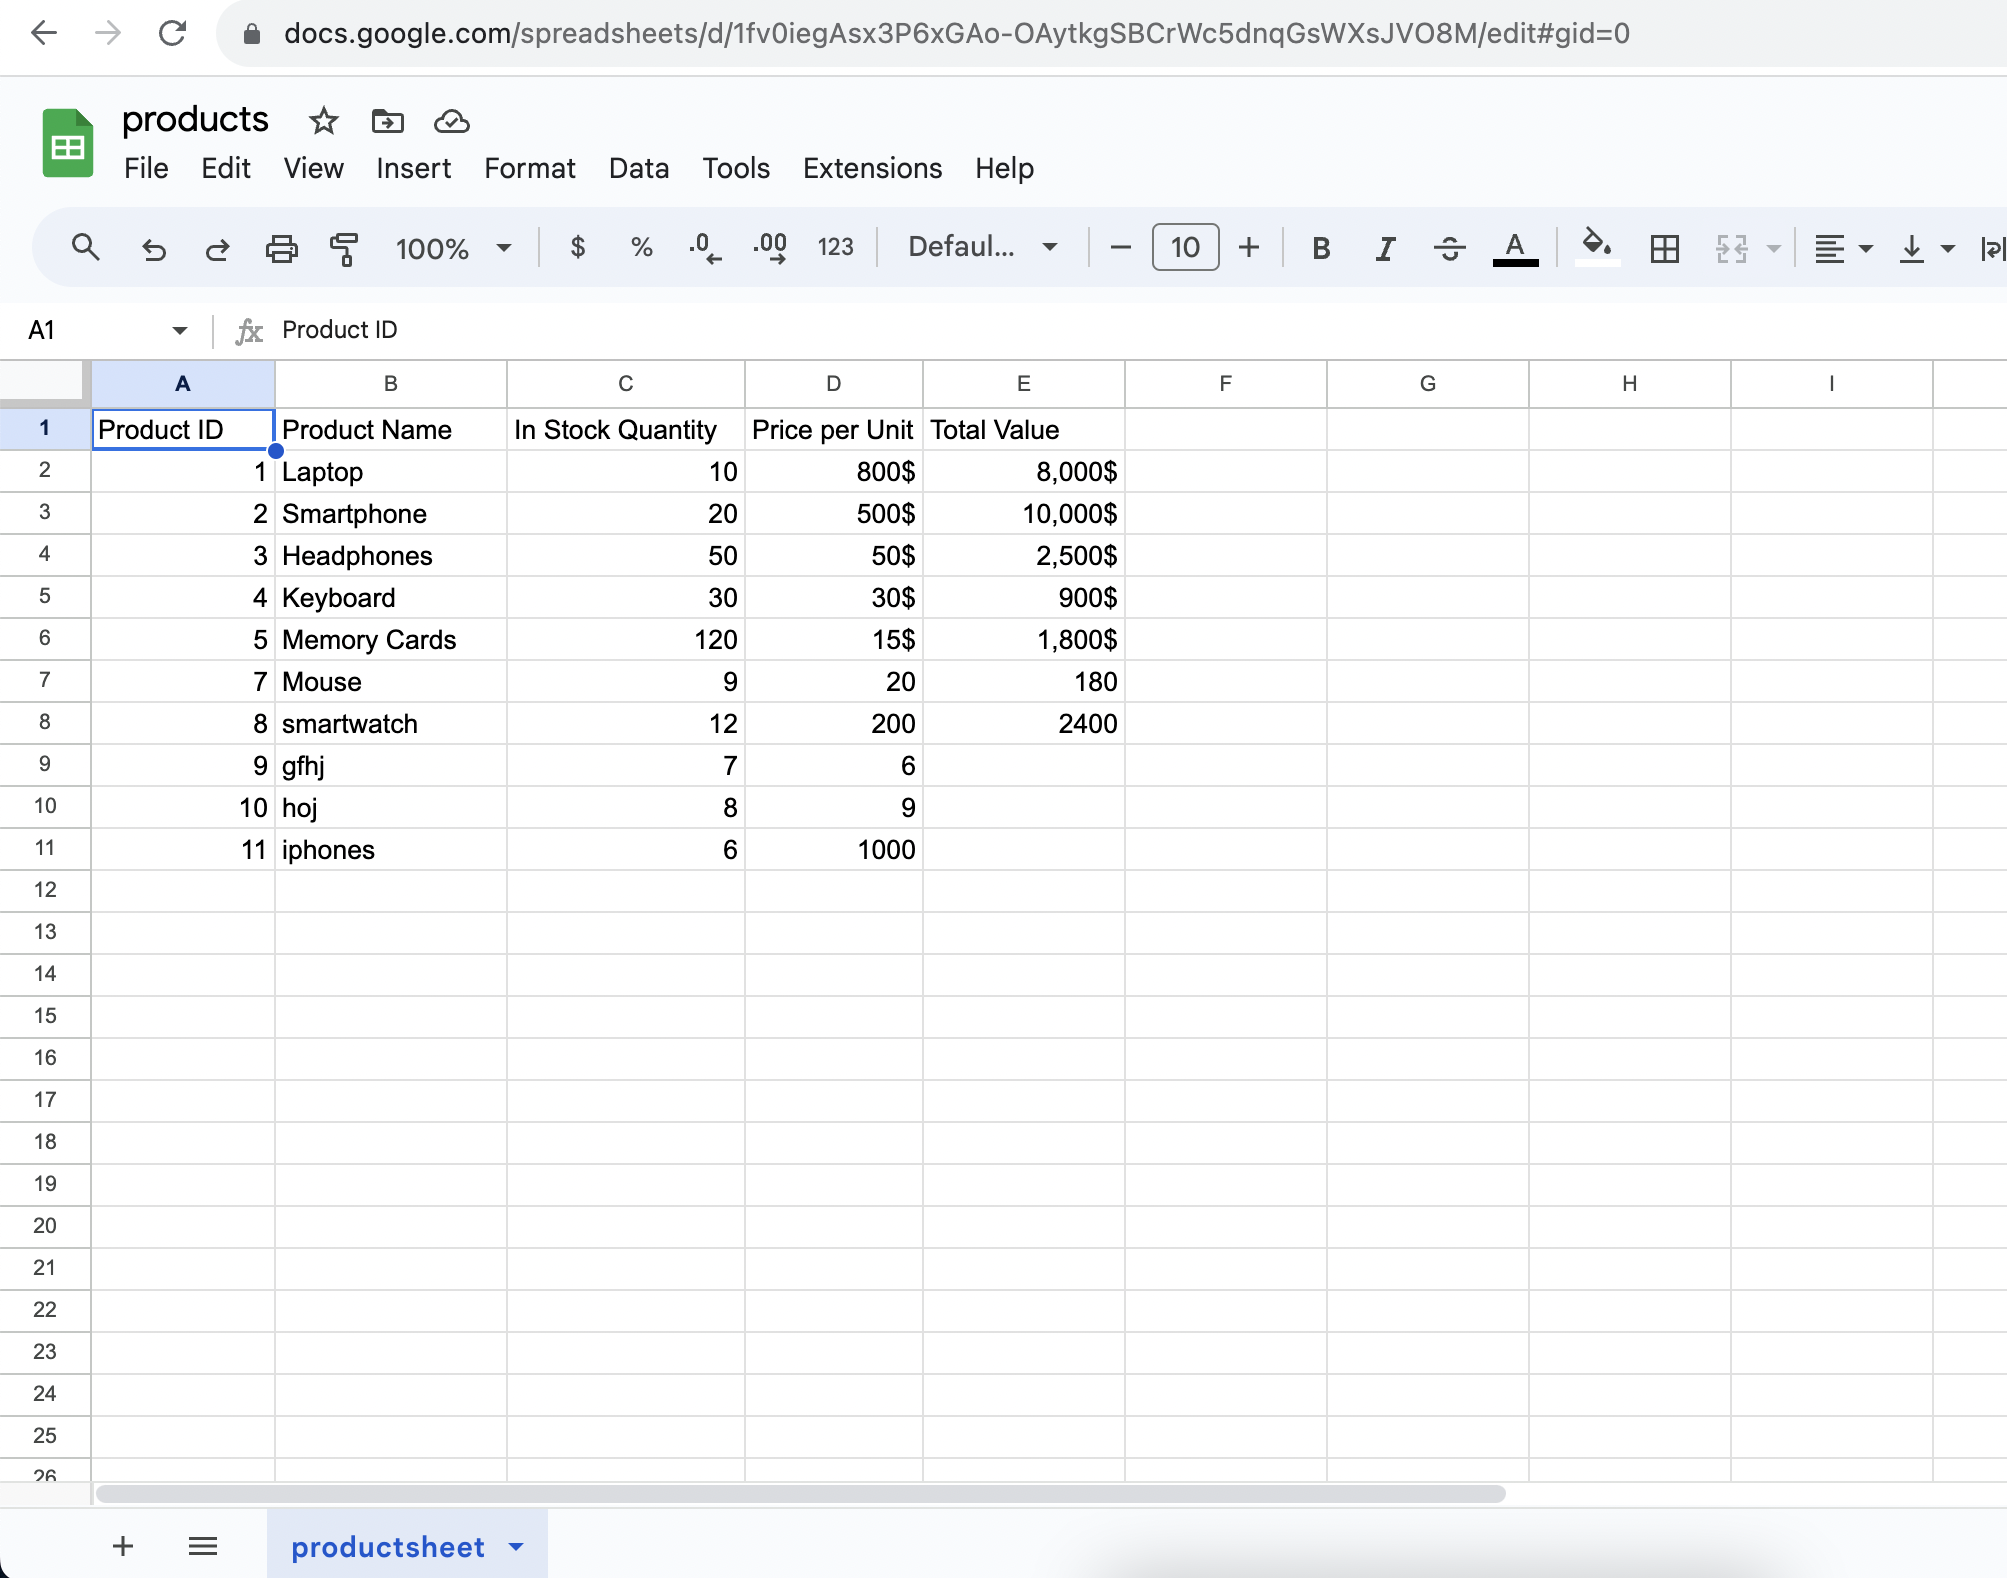 docs.google.com/spreadsheets/d/1fv0iegAsx3P6xGAo-OAytkgSBCrWc5dnqGsWXsJVO8M/edit#gid=0
products
File Edit View Insert Format Data Tools Extensions Help
100% $ % .0 .00 123 Defaul... 10 B I S A
A1 fx Product ID
A B C D E F G H I
1 Product ID Product Name In Stock Quantity Price per Unit Total Value
2 1 Laptop 10 800$ 8,000$
3 2 Smartphone 20 500$ 10,000$
4 3 Headphones 50 50$ 2,500$
5 4 Keyboard 30 30$ 900$
6 5 Memory Cards 120 15$ 1,800$
7 7 Mouse 9 20 180
8 8 smartwatch 12 200 2400
9 9 gfhj 7 6
10 10 hoj 8 9
11 11 iphones 6 1000
12
13
14
15
16
17
18
19
20
21
22
23
24
25
26
productsheet